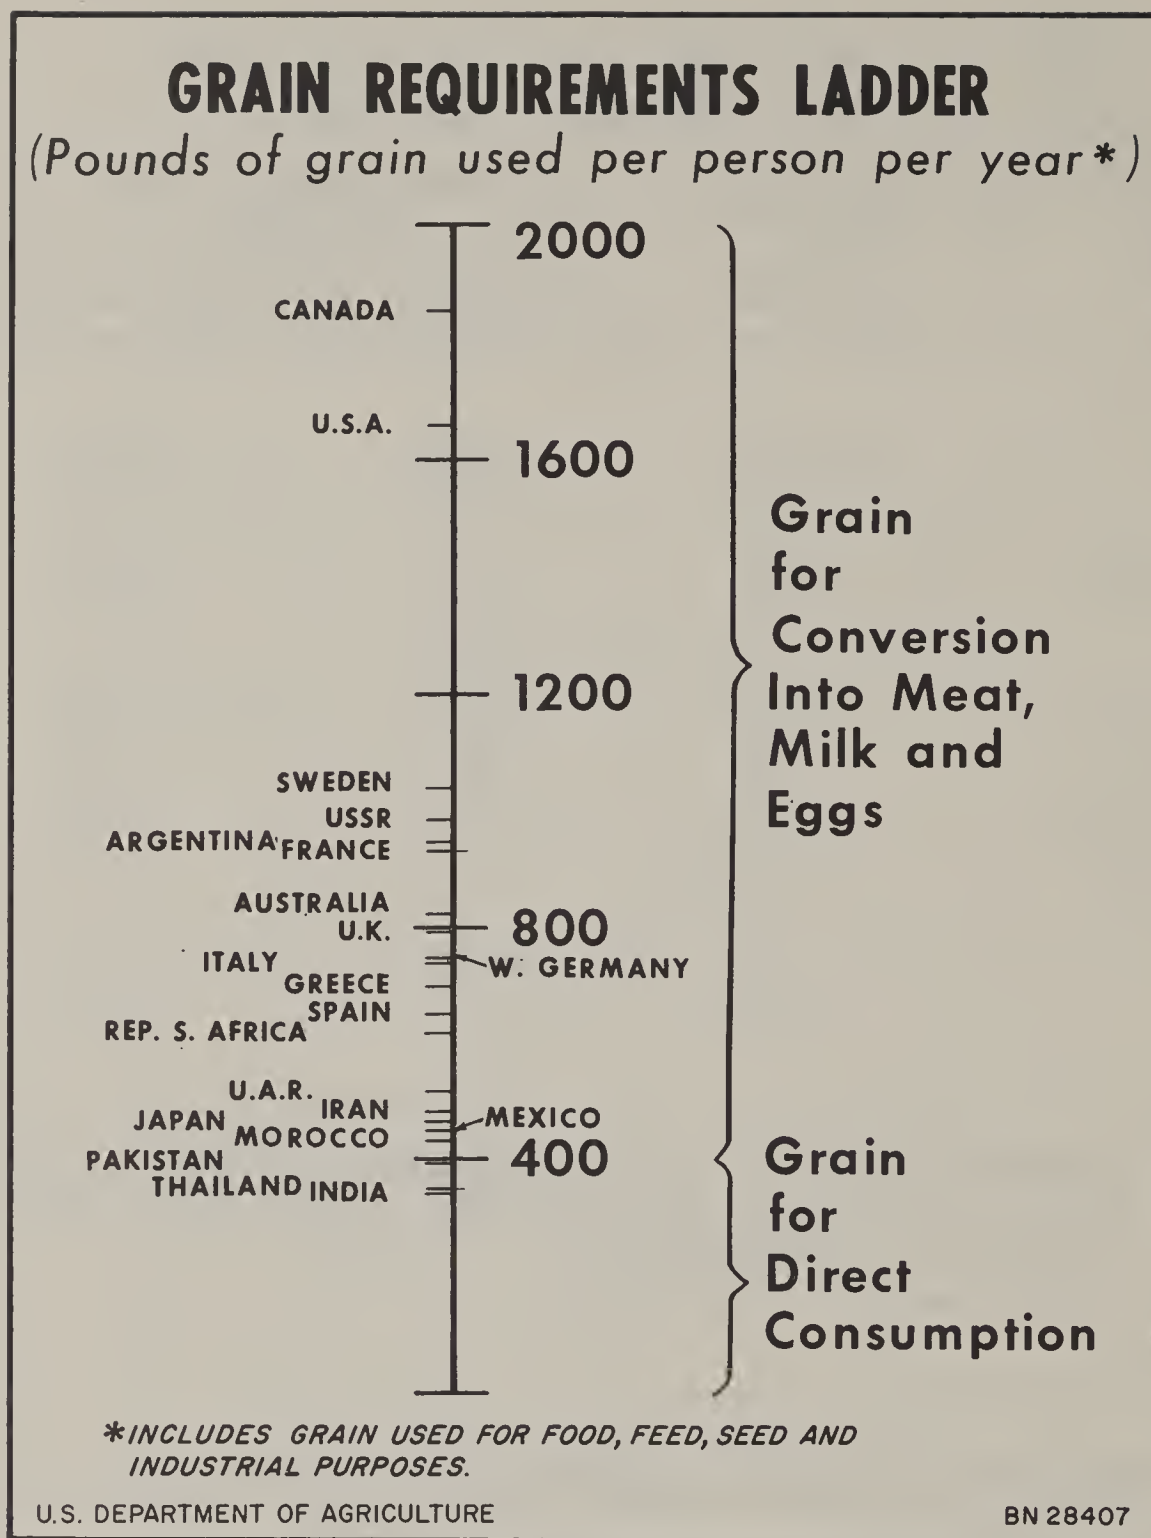 GRAIN REQUIREMENTS LADDER
(Pounds of grain used per person per year*)
2000
CANADA
U.S.A.
1600
Grain
for
Conversion
Into Meat,
Milk and
Eggs
1200
SWEDEN
USSR
ARGENTINA FRANCE
AUSTRALIA
U.K.
800
ITALY
W. GERMANY
GREECE
SPAIN
REP. S. AFRICA
U.A.R.
IRAN
JAPAN
MEXICO
MOROCCO
400
PAKISTAN
THAILAND INDIA
Grain
for
Direct
Consumption
*INCLUDES GRAIN USED FOR FOOD, FEED, SEED AND
INDUSTRIAL PURPOSES.
U.S. DEPARTMENT OF AGRICULTURE
BN 28407